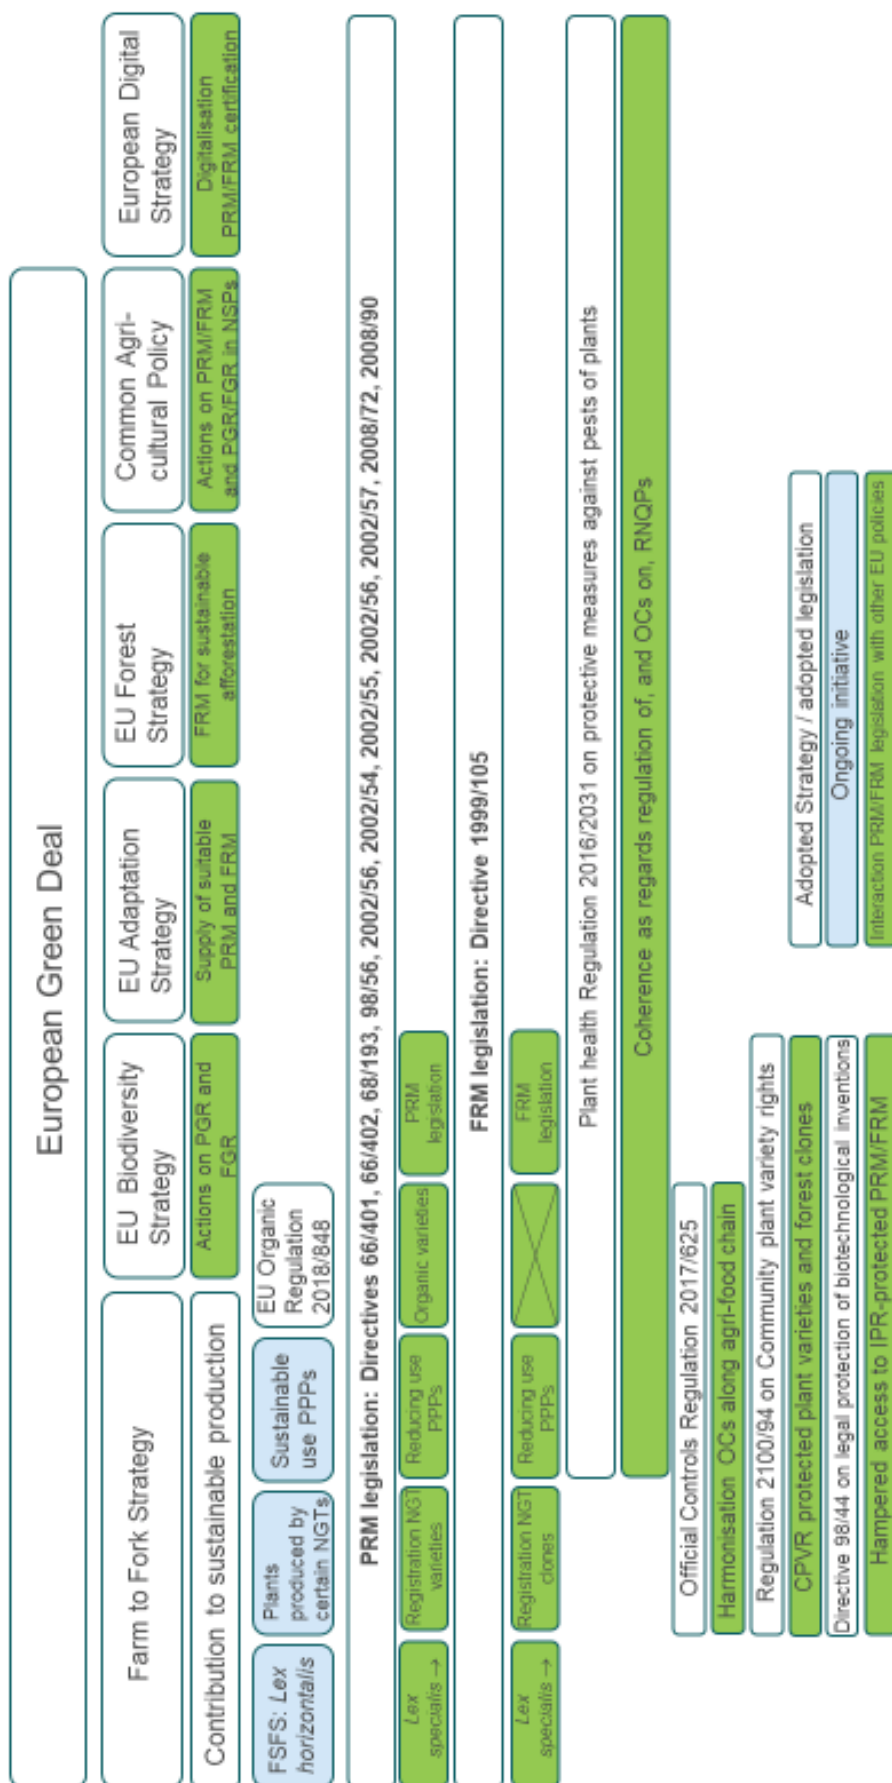 European Green Deal
Farm to Fork Strategy
EU Biodiversity
Strategy
EU Adaptation
Strategy
EU Forest
Strategy
Common Agri-
cultural Policy
European Digital
Strategy
Contribution to sustainable production
Actions on PGR and
FGR
Supply of suitable
PRM and FRM
FRM for sustainable
afforestation
Actions on PRM/FRM
and PGR/FGR in NSPs
Digitalisation
PRM/FRM certification
FSFS: Lex
horizontalis
Plants
produced by
certain NGTs
Sustainable
use PPPs
EU Organic
Regulation
2018/848
PRM legislation: Directives 66/401, 66/402, 68/193, 98/56, 2002/56, 2002/54, 2002/55, 2002/56, 2002/57, 2008/72, 2008/90
Lex
specialis →
Registration NGT
varieties
Reducing use
PPPs
Organic varieties
PRM
legislation
FRM legislation: Directive 1999/105
Lex
specialis →
Registration NGT
clones
Reducing use
PPPs
FRM
legislation
Plant health Regulation 2016/2031 on protective measures against pests of plants
Coherence as regards regulation of, and OCs on, RNQPs
Official Controls Regulation 2017/625
Harmonisation OCs along agri-food chain
Regulation 2100/94 on Community plant variety rights
CPVR protected plant varieties and forest clones
Directive 98/44 on legal protection of biotechnological inventions
Hampered access to IPR-protected PRM/FRM
Adopted Strategy / adopted legislation
Ongoing initiative
Interaction PRM/FRM legislation with other EU policies